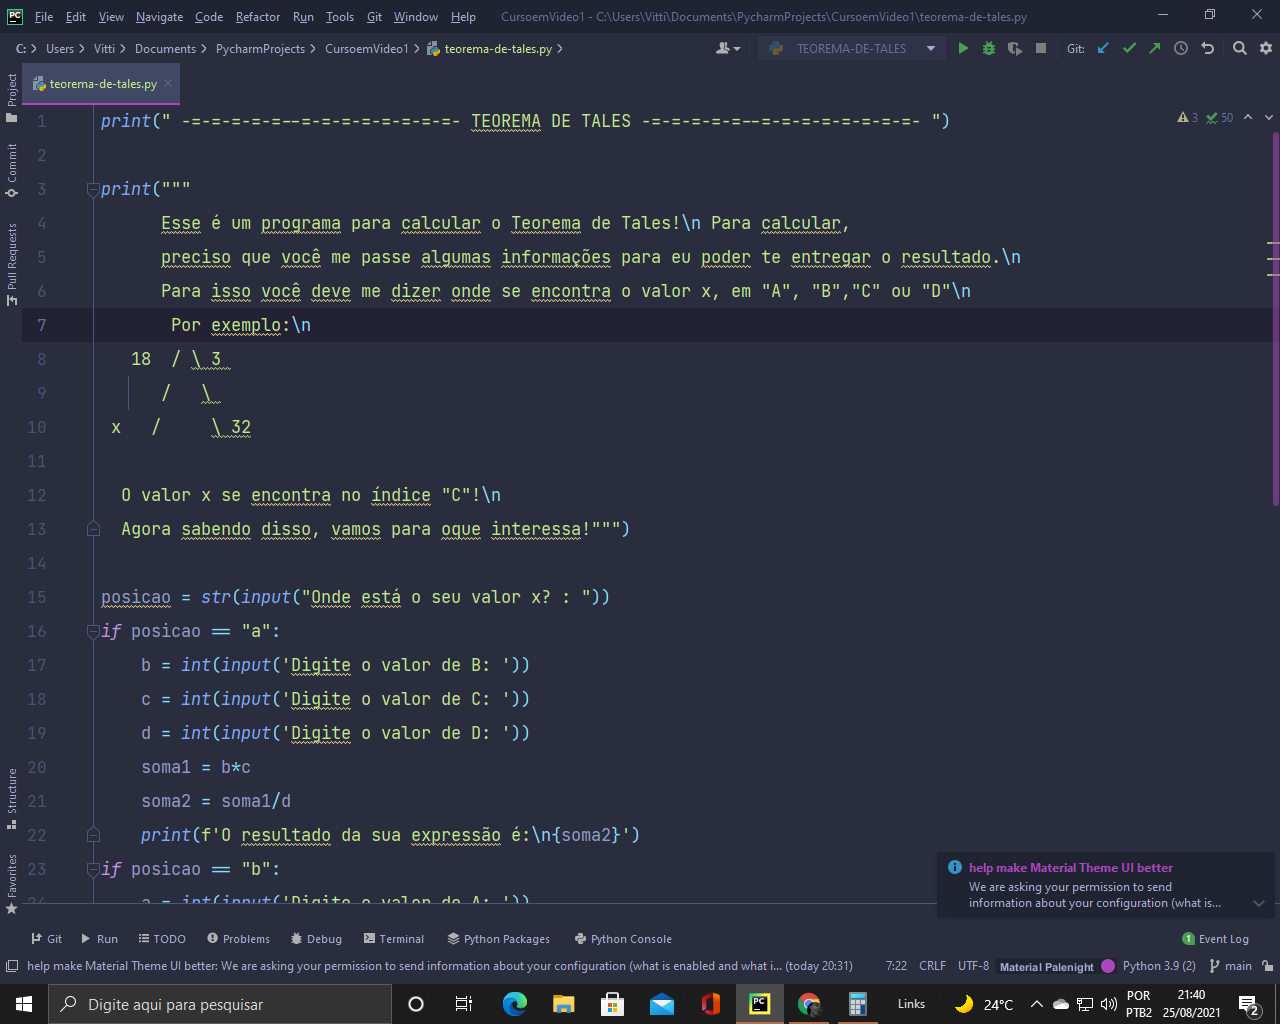 File Edit View Navigate Code Refactor Run Tools Git Window Help CursoemVideo1 - C:\Users\Vitti\Documents\PycharmProjects\CursoemVideo1\teorema-de-tales.py
C: Users Vitti Documents PycharmProjects CursoemVideo1 teorema-de-tales.py TEOREMA-DE-TALES Git:
teorema-de-tales.py
Project
Commit
Pull Requests
Structure
Favorites
3 50
1 print(" -=-=-=-=-=--=-=-=-=-=-=-=-=- TEOREMA DE TALES -=-=-=-=-=--=-=-=-=-=-=-=-=- ")
2
3 print("""
4 Esse é um programa para calcular o Teorema de Tales!\n Para calcular,
5 preciso que você me passe algumas informações para eu poder te entregar o resultado.\n
6 Para isso você deve me dizer onde se encontra o valor x, em "A", "B","C" ou "D"\n
7 Por exemplo:\n
8 18 / \ 3
9 / \
10 x / \ 32
11
12 O valor x se encontra no índice "C"!\n
13 Agora sabendo disso, vamos para oque interessa!""")
14
15 posicao = str(input("Onde está o seu valor x? : "))
16 if posicao == "a":
17 b = int(input('Digite o valor de B: '))
18 c = int(input('Digite o valor de C: '))
19 d = int(input('Digite o valor de D: '))
20 soma1 = b*c
21 soma2 = soma1/d
22 print(f'O resultado da sua expressão é:\n{soma2}')
23 if posicao == "b":
24 a = int(input('Digite o valor de A: '))
help make Material Theme UI better
We are asking your permission to send
information about your configuration (what is...
Git Run TODO Problems Debug Terminal Python Packages Python Console 1 Event Log
help make Material Theme UI better: We are asking your permission to send information about your configuration (what is enabled and what i... (today 20:31) 7:22 CRLF UTF-8 Material Palenight Python 3.9 (2) main
Digite aqui para pesquisar Links 24°C POR PTB2 21:40 25/08/2021 2